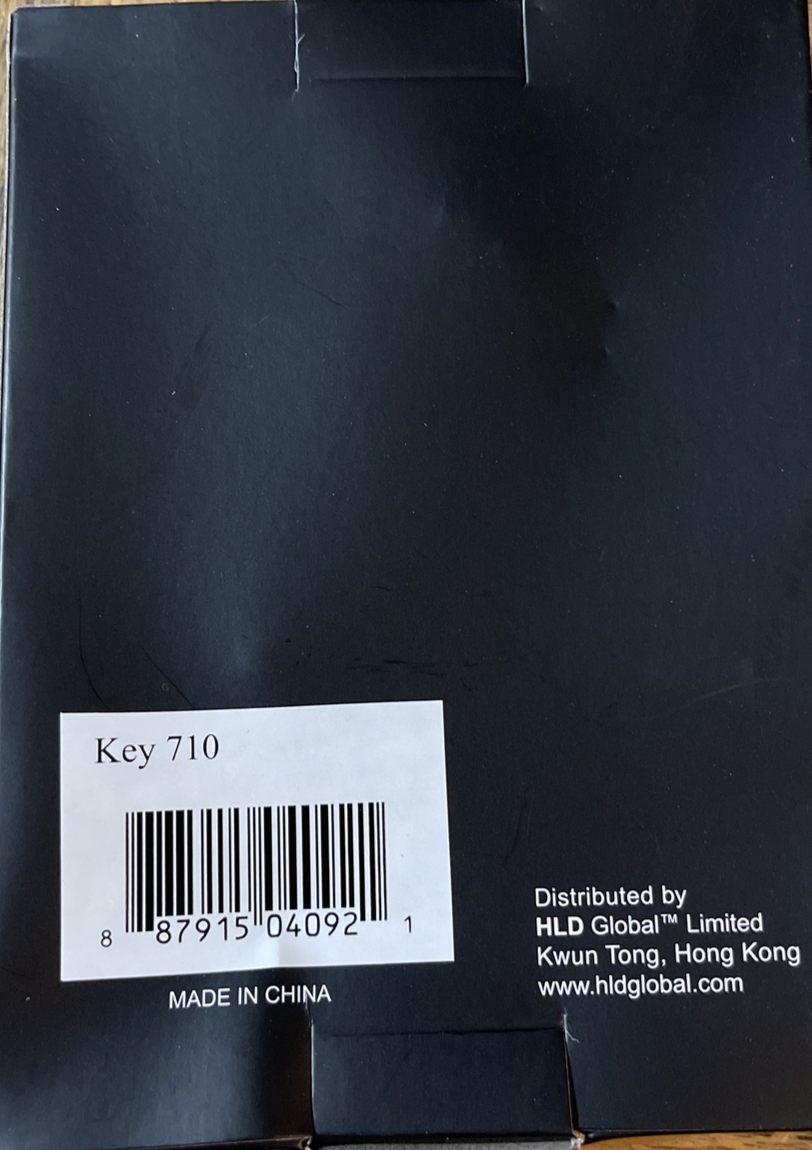 Key 710
8 87915 04092 1
MADE IN CHINA
Distributed by
HLD Global™ Limited
Kwun Tong, Hong Kong
www.hldglobal.com